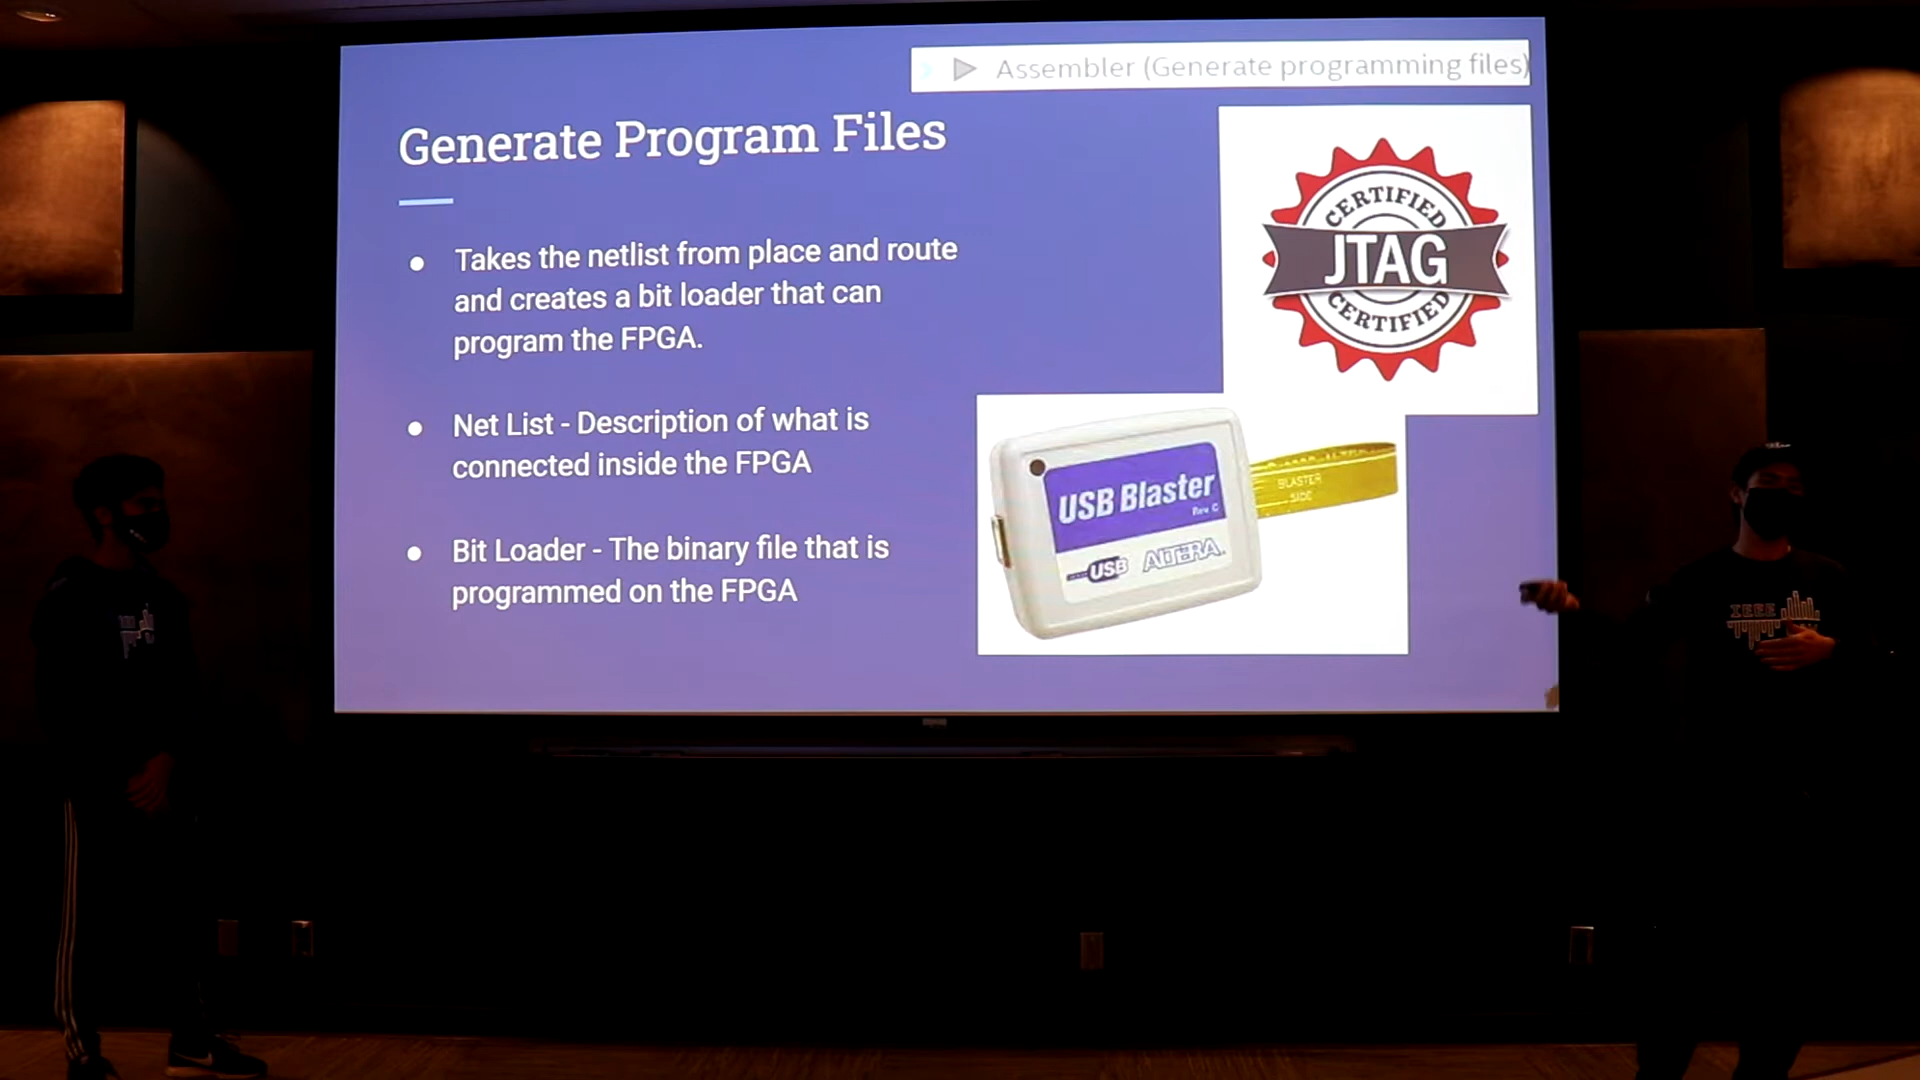 Assembler (Generate programming files)
Generate Program Files
● Takes the netlist from place and route
and creates a bit loader that can
program the FPGA.
● Net List - Description of what is
connected inside the FPGA
● Bit Loader - The binary file that is
programmed on the FPGA
CERTIFIED
JTAG
CERTIFIED
USB Blaster
Rev C
USB ALTERA
BLASTER
SIDE
IEEE